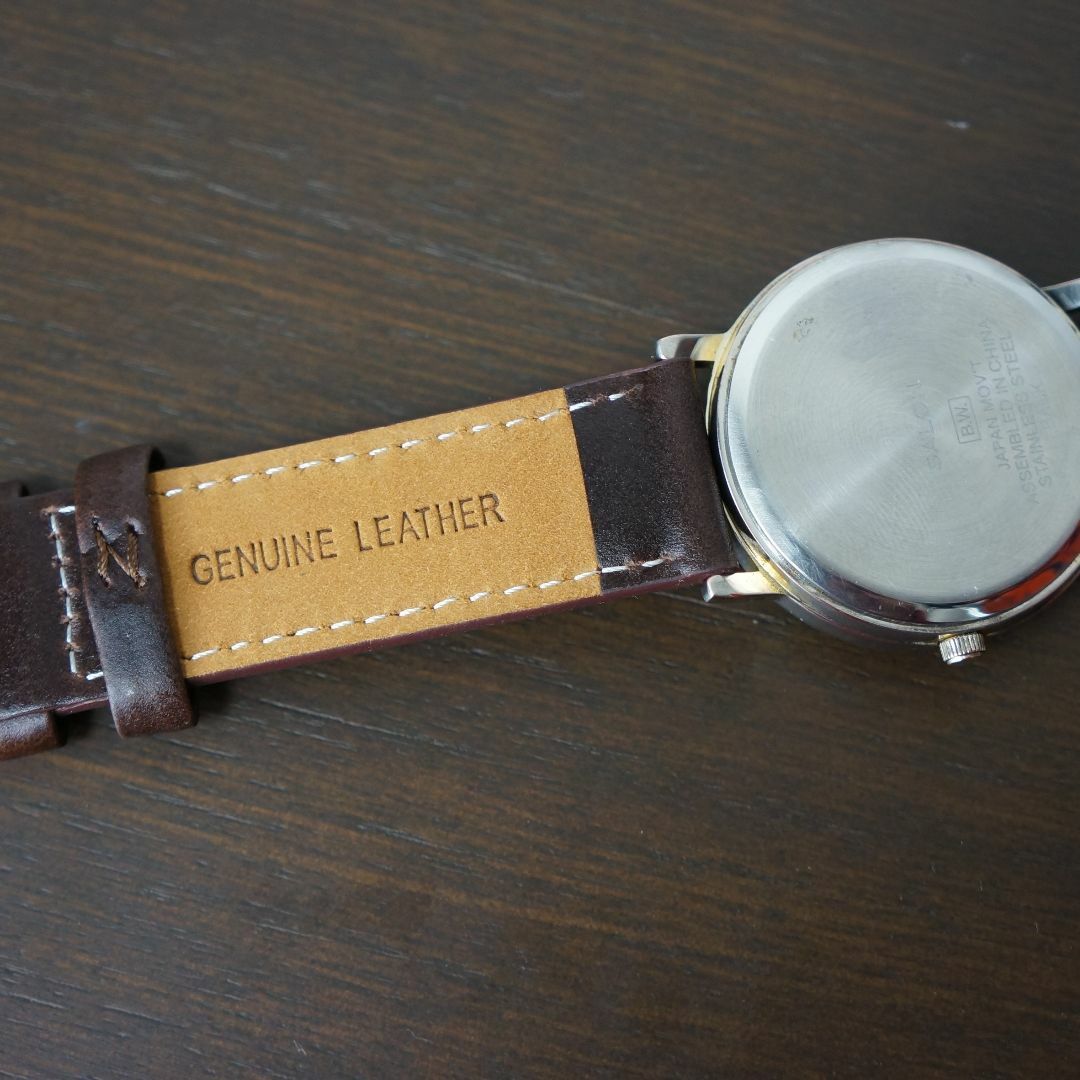 GENUINE LEATHER
B.W.
JAPAN MOV'T
ASSEMBLED IN CHINA
STAINLESS STEEL